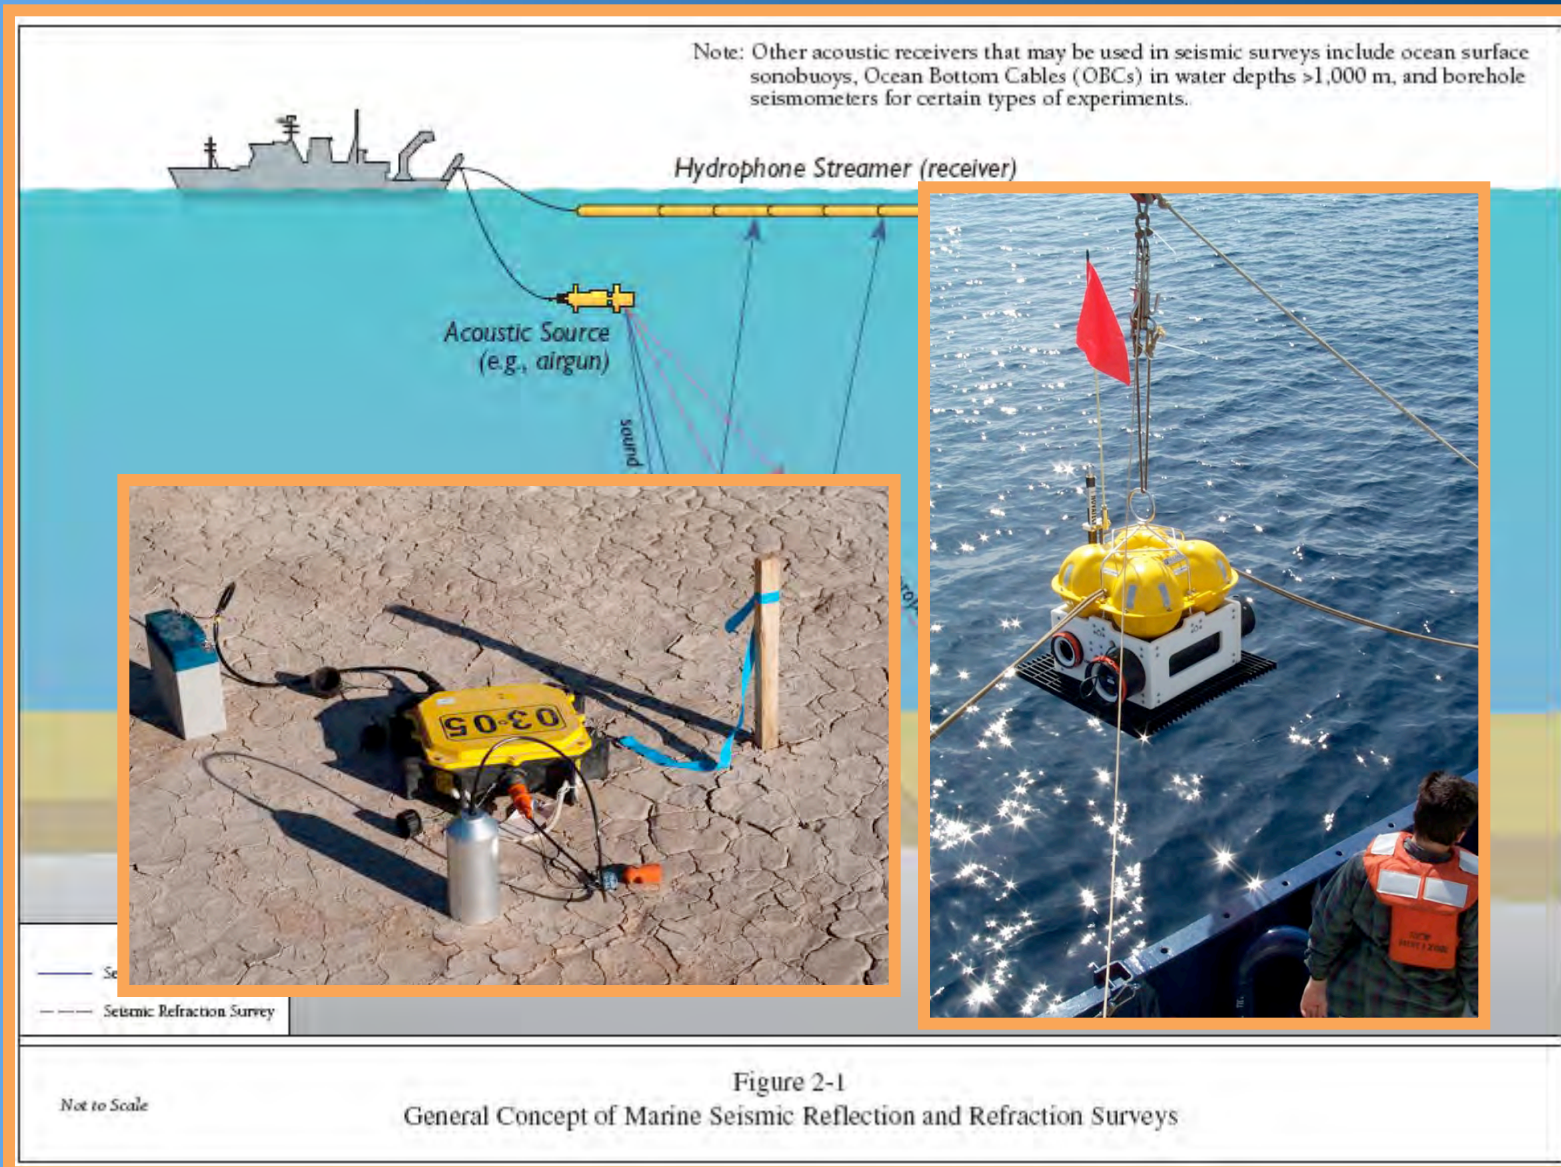 Note: Other acoustic receivers that may be used in seismic surveys include ocean surface
sonobuoys, Ocean Bottom Cables (OBCs) in water depths >1,000 m, and borehole
seismometers for certain types of experiments.
Hydrophone Streamer (receiver)
Acoustic Source
(e.g., airgun)
sound
03-05
Seismic Refraction Survey
Not to Scale
Figure 2-1
General Concept of Marine Seismic Reflection and Refraction Surveys